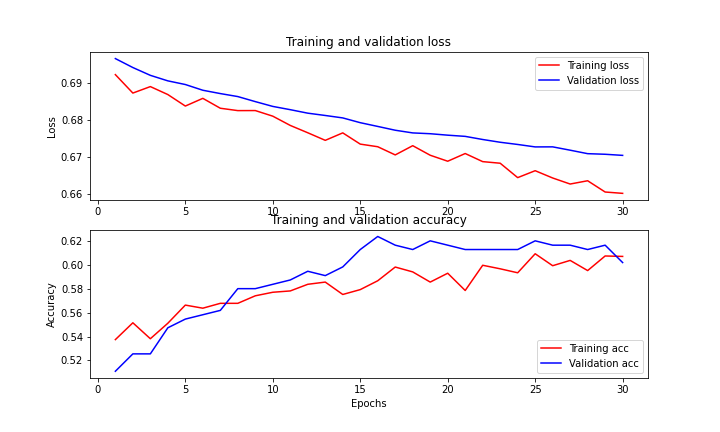 Training and validation loss
Loss
0.69
0.68
0.67
0.66
Training loss
Validation loss
0 5 10 15 20 25 30
Training and validation accuracy
Accuracy
0.62
0.60
0.58
0.56
0.54
0.52
Training acc
Validation acc
0 5 10 15 20 25 30
Epochs